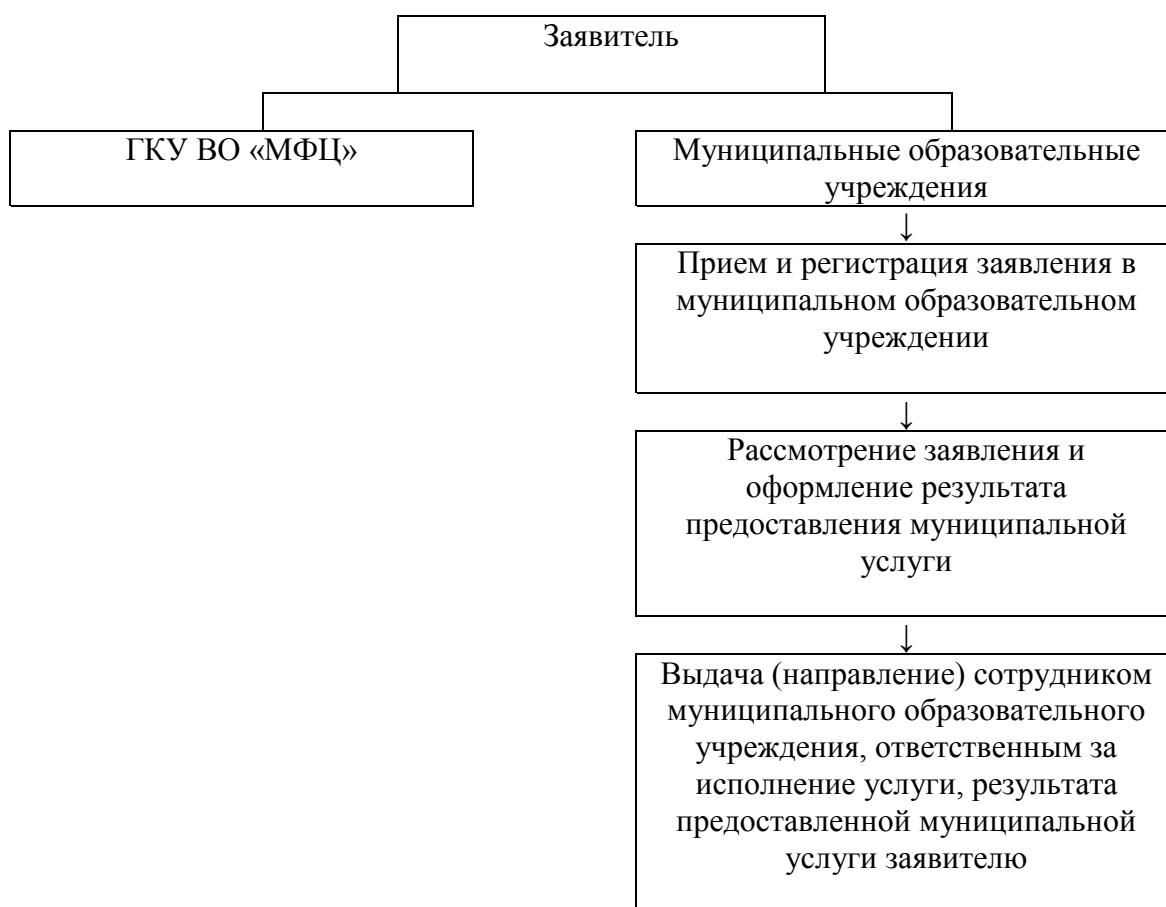 Заявитель
ГКУ ВО «МФЦ»
Муниципальные образовательные
учреждения
↓
Прием и регистрация заявления в
муниципальном образовательном
учреждении
↓
Рассмотрение заявления и
оформление результата
предоставления муниципальной
услуги
↓
Выдача (направление) сотрудником
муниципального образовательного
учреждения, ответственным за
исполнение услуги, результата
предоставленной муниципальной
услуги заявителю